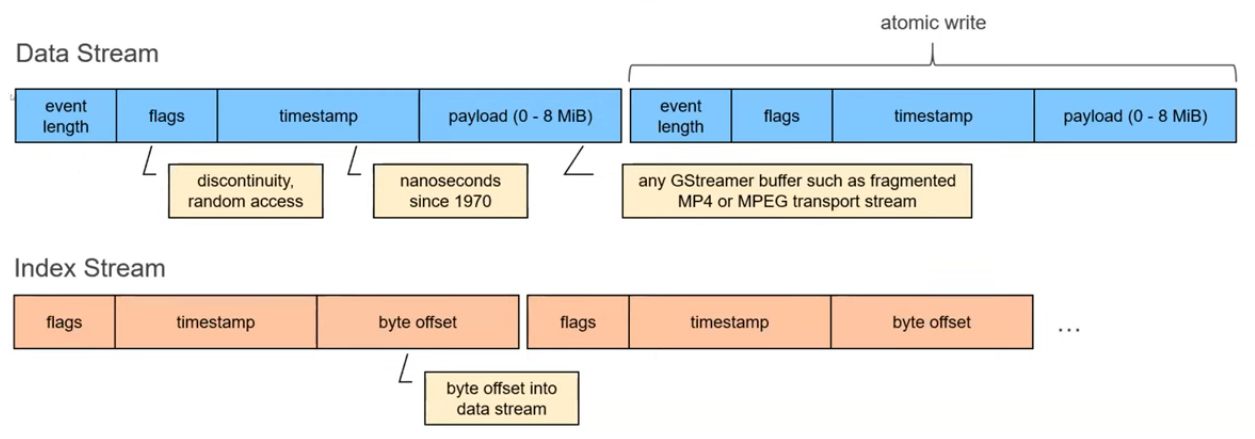 atomic write
Data Stream
event
length
flags
timestamp
payload (0 - 8 MiB)
event
length
flags
timestamp
payload (0 - 8 MiB)
discontinuity,
random access
nanoseconds
since 1970
any GStreamer buffer such as fragmented
MP4 or MPEG transport stream
Index Stream
flags
timestamp
byte offset
flags
timestamp
byte offset
...
byte offset into
data stream